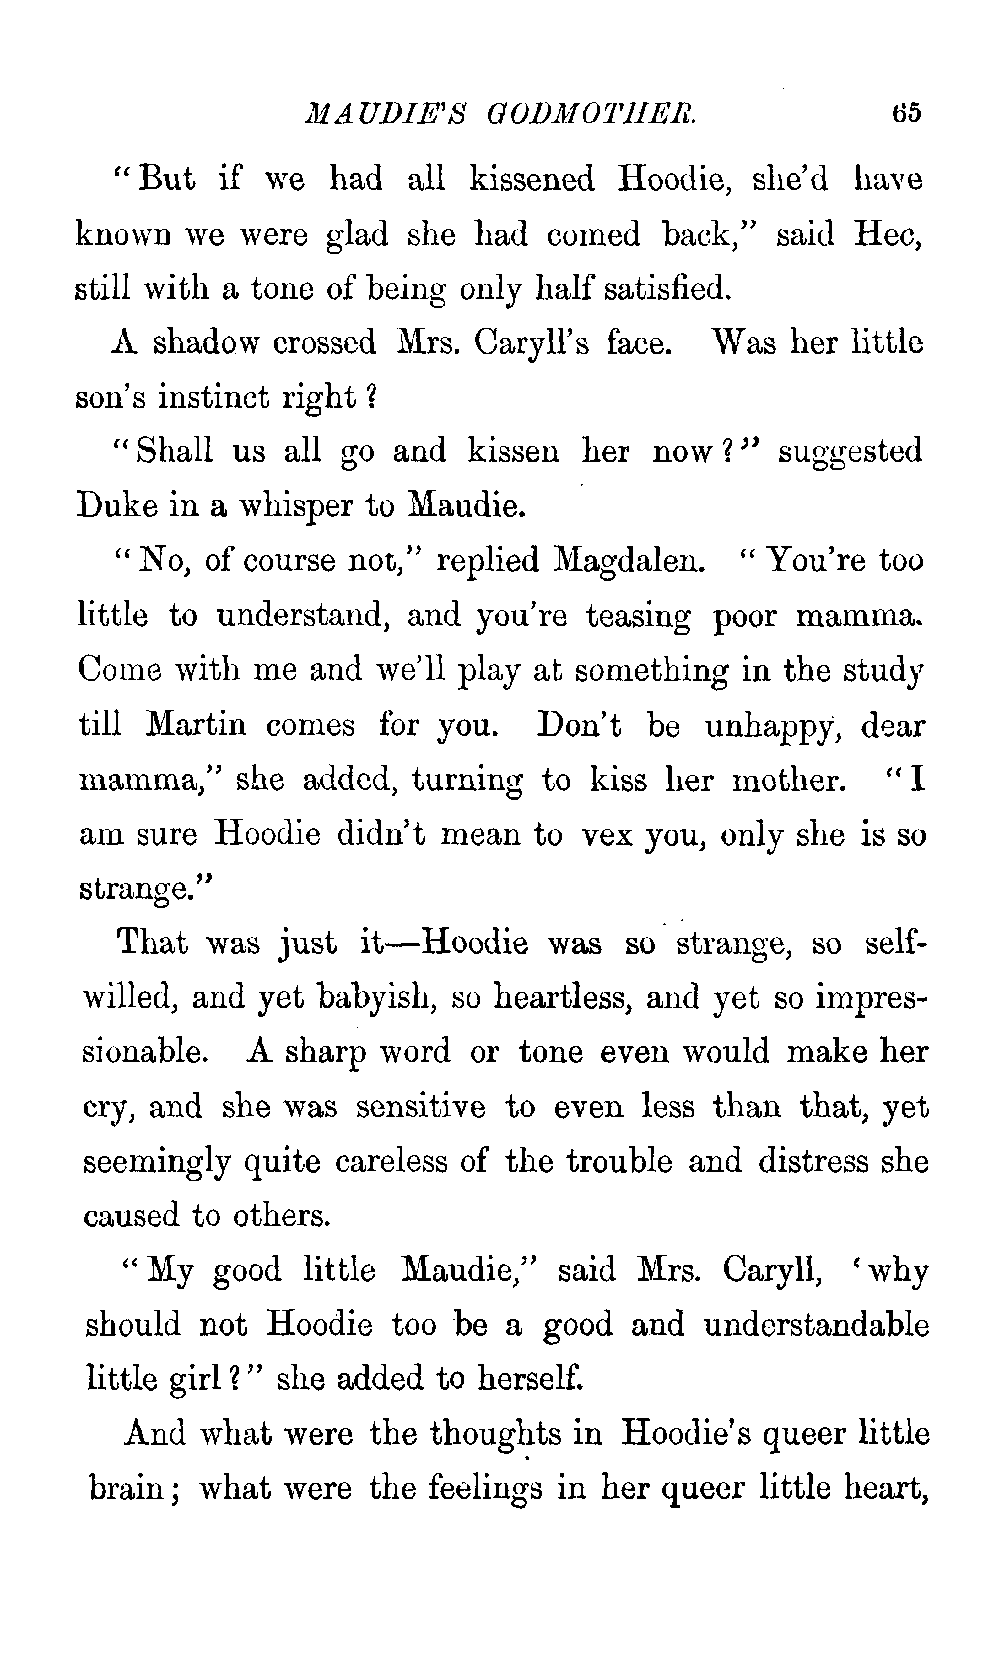 MAUDIE'S GODMOTHER. 65
"But if we had all kissened Hoodie, she'd have
known we were glad she had comed back," said Hec,
still with a tone of being only half satisfied.
A shadow crossed Mrs. Caryll's face. Was her little
son's instinct right?
"Shall us all go and kissen her now?" suggested
Duke in a whisper to Maudie.
"No, of course not," replied Magdalen. "You're too
little to understand, and you're teasing poor mamma.
Come with me and we'll play at something in the study
till Martin comes for you. Don't be unhappy, dear
mamma," she added, turning to kiss her mother. "I
am sure Hoodie didn't mean to vex you, only she is so
strange."
That was just it—Hoodie was so strange, so self-
willed, and yet babyish, so heartless, and yet so impres-
sionable. A sharp word or tone even would make her
cry, and she was sensitive to even less than that, yet
seemingly quite careless of the trouble and distress she
caused to others.
"My good little Maudie," said Mrs. Caryll, 'why
should not Hoodie too be a good and understandable
little girl?" she added to herself.
And what were the thoughts in Hoodie's queer little
brain; what were the feelings in her queer little heart,